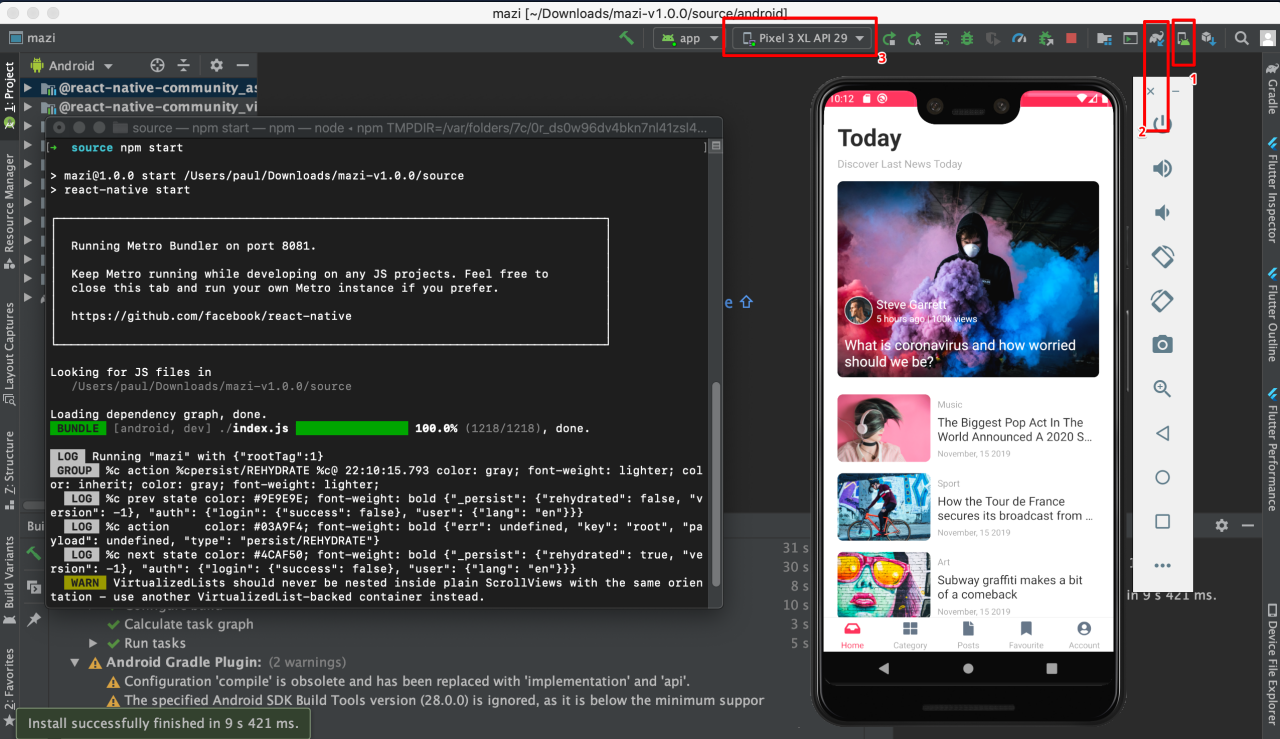 mazi [~/Downloads/mazi-v1.0.0/source/android]
mazi
app
Pixel 3 XL API 29
3
1
2
Android
@react-native-community_as
@react-native-community_vi
1: Project
Resource Manager
Layout Captures
Z: Structure
Build Variants
2: Favorites
source — npm start — npm — node ◂ npm TMPDIR=/var/folders/7c/0r_ds0w96dv4bkn7nl41zsl4...
[→ source npm start ]
> mazi@1.0.0 start /Users/paul/Downloads/mazi-v1.0.0/source
> react-native start
Running Metro Bundler on port 8081.
Keep Metro running while developing on any JS projects. Feel free to
close this tab and run your own Metro instance if you prefer.
https://github.com/facebook/react-native
Looking for JS files in
/Users/paul/Downloads/mazi-v1.0.0/source
Loading dependency graph, done.
BUNDLE [android, dev] ./index.js 100.0% (1218/1218), done.
LOG Running "mazi" with {"rootTag":1}
GROUP %c action %cpersist/REHYDRATE %c@ 22:10:15.793 color: gray; font-weight: lighter; col
or: inherit; color: gray; font-weight: lighter;
LOG %c prev state color: #9E9E9E; font-weight: bold {"_persist": {"rehydrated": false, "v
ersion": -1}, "auth": {"login": {"success": false}, "user": {"lang": "en"}}}
LOG %c action color: #03A9F4; font-weight: bold {"err": undefined, "key": "root", "pa
yload": undefined, "type": "persist/REHYDRATE"}
LOG %c next state color: #4CAF50; font-weight: bold {"_persist": {"rehydrated": true, "ve
rsion": -1}, "auth": {"login": {"success": false}, "user": {"lang": "en"}}}
WARN VirtualizedLists should never be nested inside plain ScrollViews with the same orien
tation - use another VirtualizedList-backed container instead.
e ⇧
Bui
31 s
30 s
8 s
10 s
Calculate task graph
3 s
Run tasks
5 s
Android Gradle Plugin: (2 warnings)
Configuration 'compile' is obsolete and has been replaced with 'implementation' and 'api'.
The specified Android SDK Build Tools version (28.0.0) is ignored, as it is below the minimum suppor
Install successfully finished in 9 s 421 ms.
10:12
Today
Discover Last News Today
Steve Garrett
5 hours ago | 100k views
What is coronavirus and how worried
should we be?
Music
The Biggest Pop Act In The
World Announced A 2020 S...
November, 15 2019
Sport
How the Tour de France
secures its broadcast from ...
November, 15 2019
Art
Subway graffiti makes a bit
of a comeback
November, 15 2019
Home
Category
Posts
Favourite
Account
in 9 s 421 ms.
Gradle
Flutter Inspector
Flutter Outline
Flutter Performance
Device File Explorer